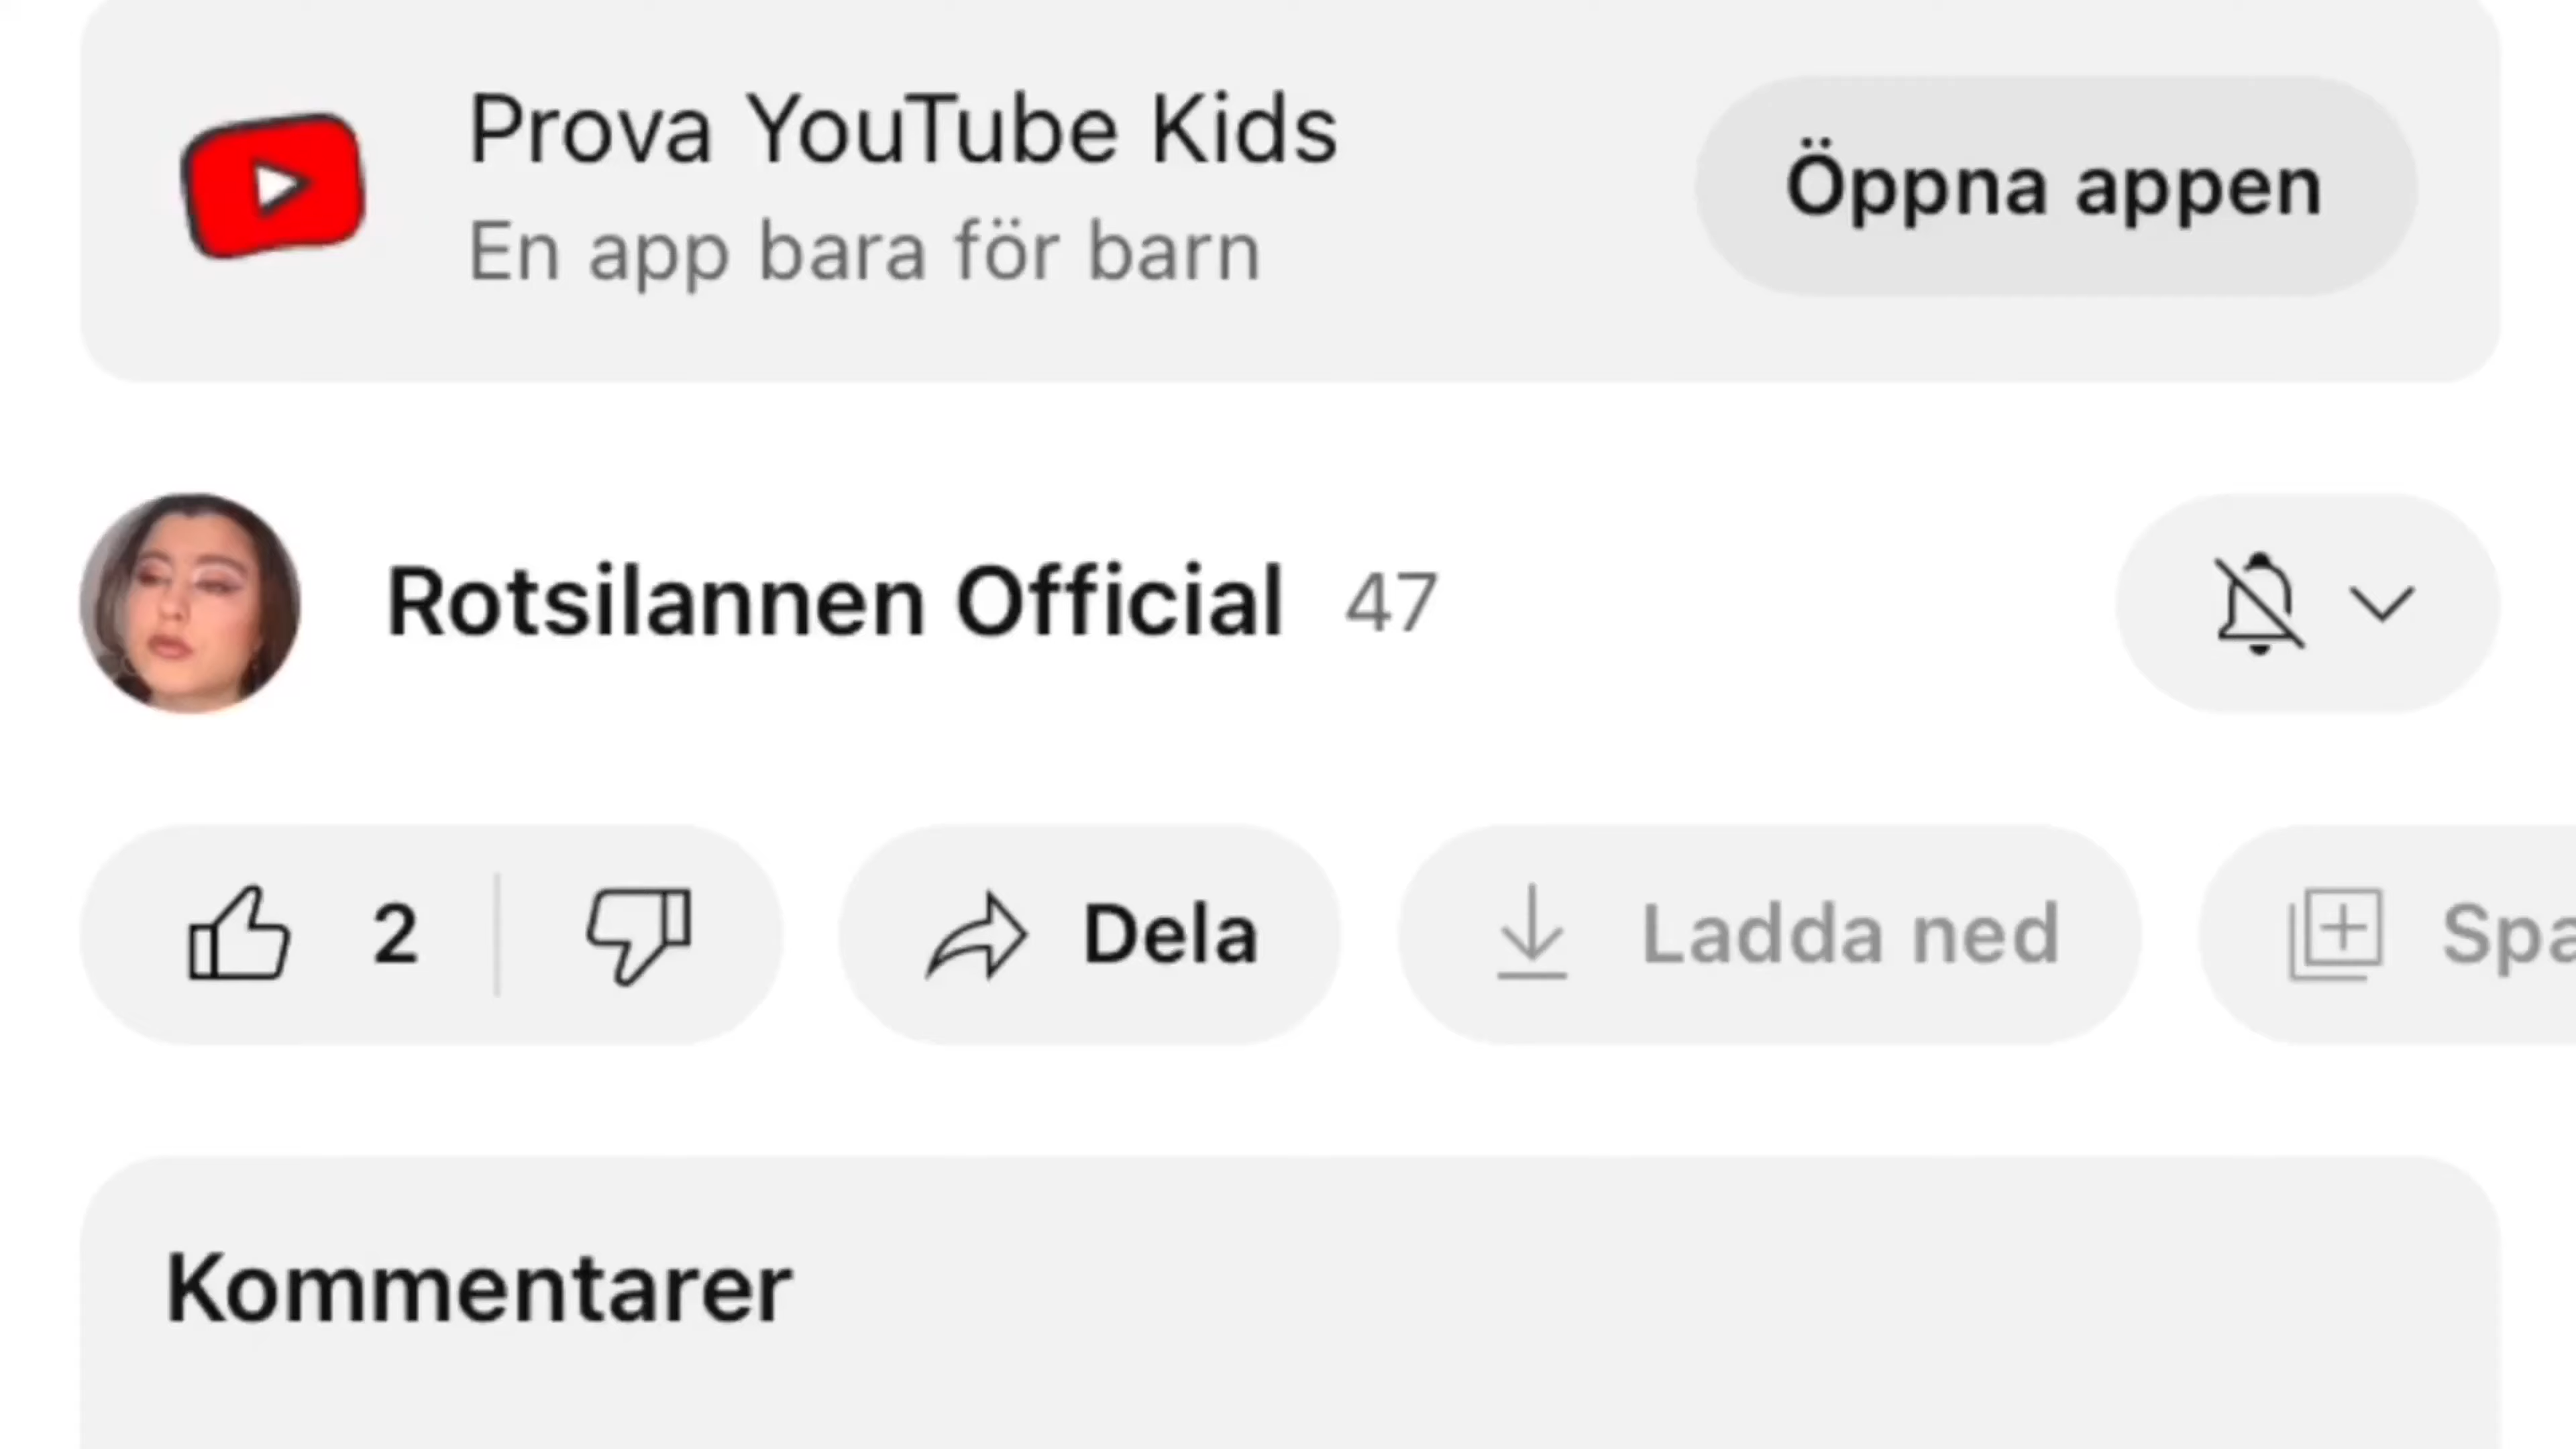 Prova YouTube Kids
En app bara för barn
Öppna appen
Rotsilannen Official 47
2 Dela Ladda ned Spa
Kommentarer